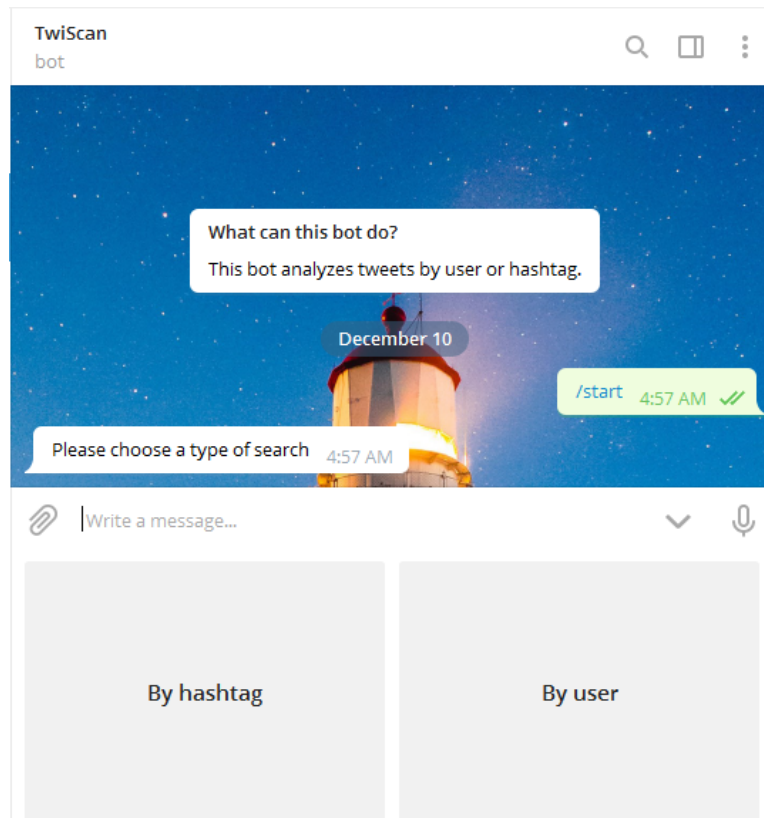 TwiScan
bot
What can this bot do?
This bot analyzes tweets by user or hashtag.
December 10
/start 4:57 AM
Please choose a type of search 4:57 AM
Write a message...
By hashtag
By user